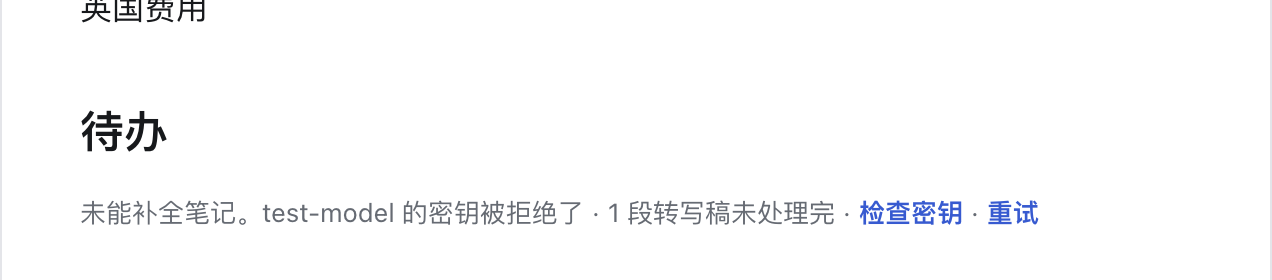 英国费用
待办
未能补全笔记。test-model 的密钥被拒绝了 · 1 段转写稿未处理完 · 检查密钥 · 重试